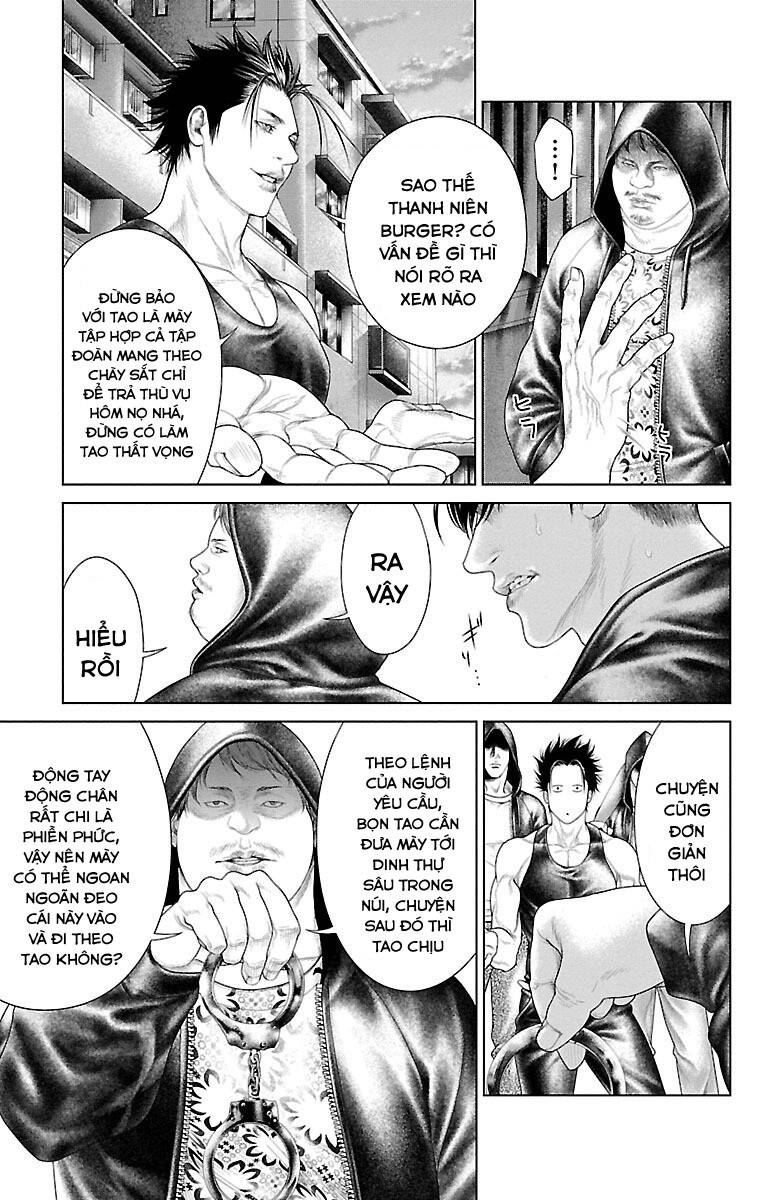 ...!
ヒラ
ホイ
SAO THẾ
THANH NIÊN
BURGER? CÓ
VẤN ĐỀ GÌ THÌ
NÓI RÕ RA
XEM NÀO
ĐỪNG BẢO
VỚI TAO LÀ MÀY
TẬP HỢP CẢ TẬP
ĐOÀN MANG THEO
CHÀY SẮT CHỈ
ĐỂ TRẢ THÙ VỤ
HÔM NỌ NHÁ,
ĐỪNG CÓ LÀM
TAO THẤT VỌNG
RA
VẬY
HIỂU
RỒI
CHUYỆN
CŨNG
ĐƠN
GIẢN
THÔI
THEO LỆNH
CỦA NGƯỜI
YÊU CẦU,
BỌN TAO CẦN
ĐƯA MÀY TỚI
DINH THỰ
SÂU TRONG
NÚI, CHUYỆN
SAU ĐÓ THÌ
TAO CHỊU
ĐỘNG TAY
ĐỘNG CHÂN
RẤT CHI LÀ
PHIỀN PHỨC,
VẬY NÊN MÀY
CÓ THỂ NGOAN
NGOÃN ĐEO
CÁI NÀY VÀO
VÀ ĐI THEO
TAO KHÔNG?